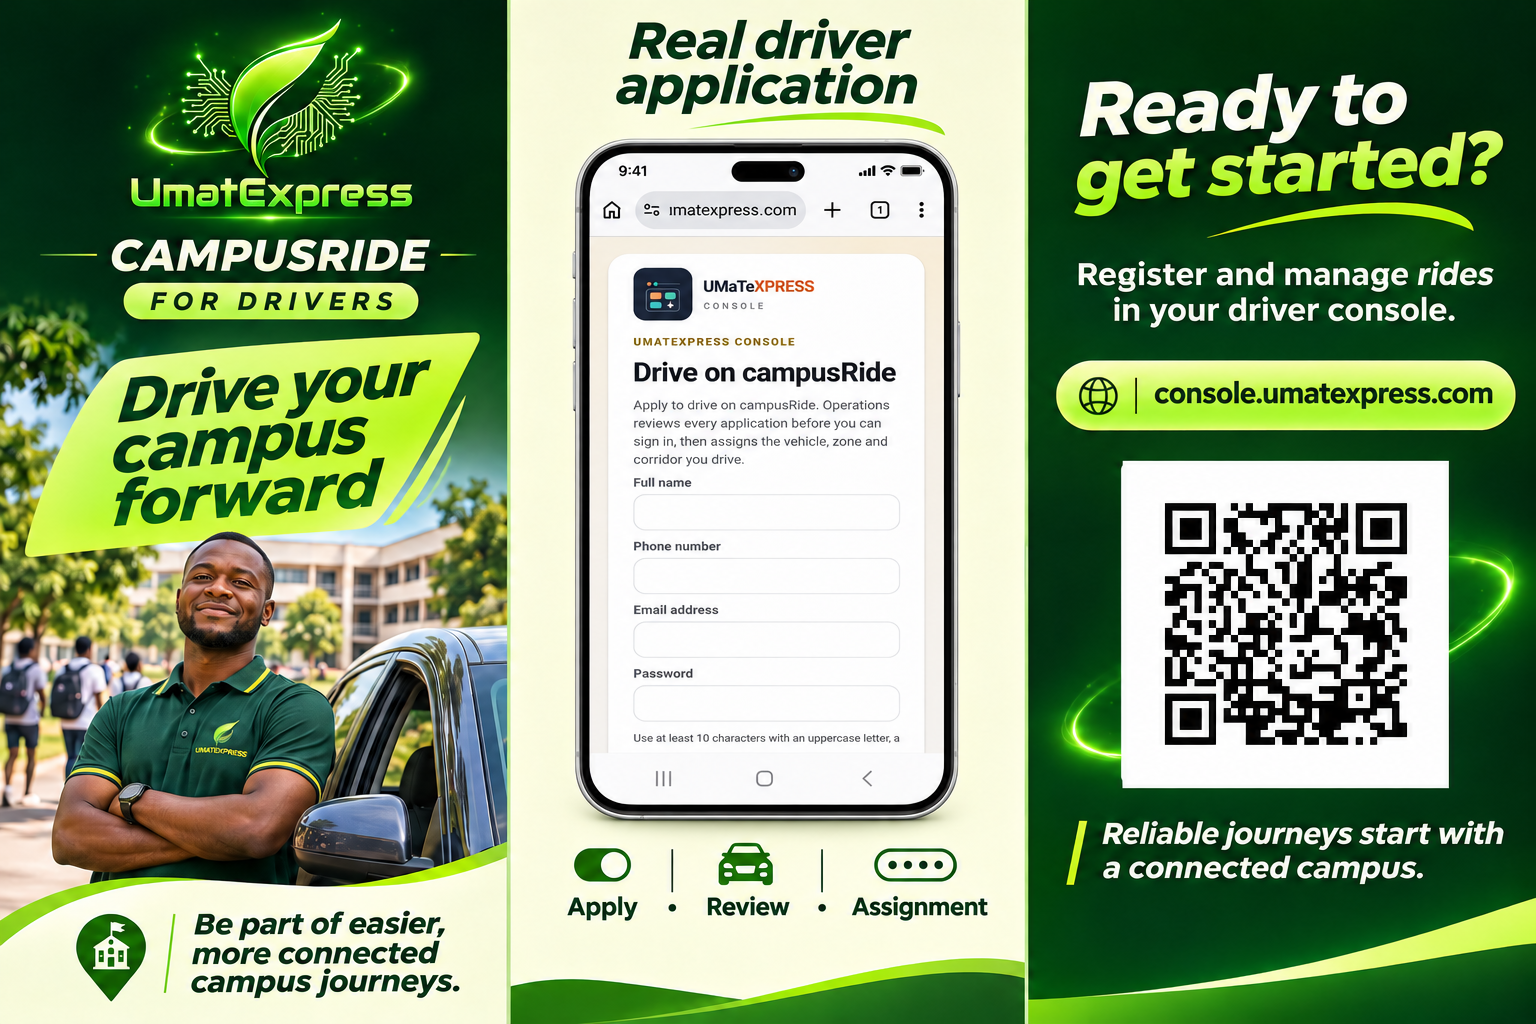 UmatExpress
CAMPUSRIDE
FOR DRIVERS
Drive your
campus
forward
UMATEXPRESS
Be part of easier,
more connected
campus journeys.
Real driver
application
9:41
matexpress.com
1
UMaTeXPRESS
CONSOLE
UMATEXPRESS CONSOLE
Drive on campusRide
Apply to drive on campusRide. Operations
reviews every application before you can
sign in, then assigns the vehicle, zone and
corridor you drive.
Full name
Phone number
Email address
Password
Use at least 10 characters with an uppercase letter, a
Apply • Review • Assignment
Ready to
get started?
Register and manage rides
in your driver console.
console.umatexpress.com
Reliable journeys start with
a connected campus.